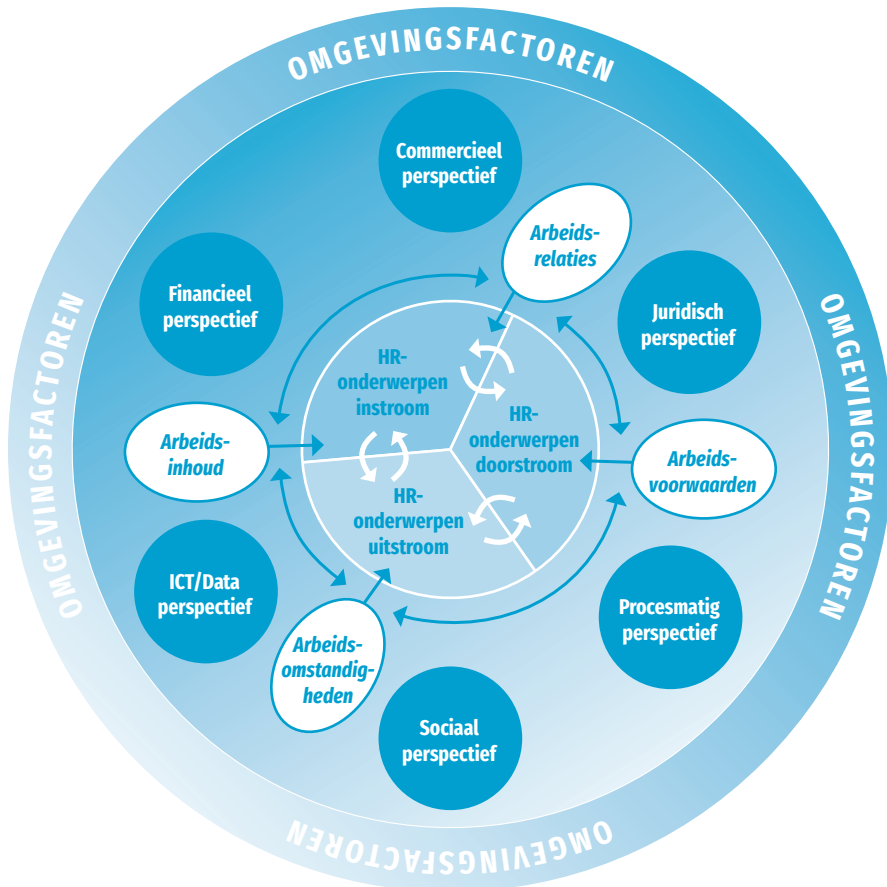 OMGEVINGSFACTOREN
Commercieel
perspectief
Arbeids-
relaties
Financieel
perspectief
Juridisch
perspectief
OMGEVINGSFACTOREN
OMGEVINGSFACTOREN
HR-
onderwerpen
instroom
HR-
onderwerpen
doorstroom
Arbeids-
inhoud
Arbeids-
voorwaarden
HR-
onderwerpen
uitstroom
ICT/Data
perspectief
Procesmatig
perspectief
Arbeids-
omstandig-
heden
Sociaal
perspectief
OMGEVINGSFACTOREN